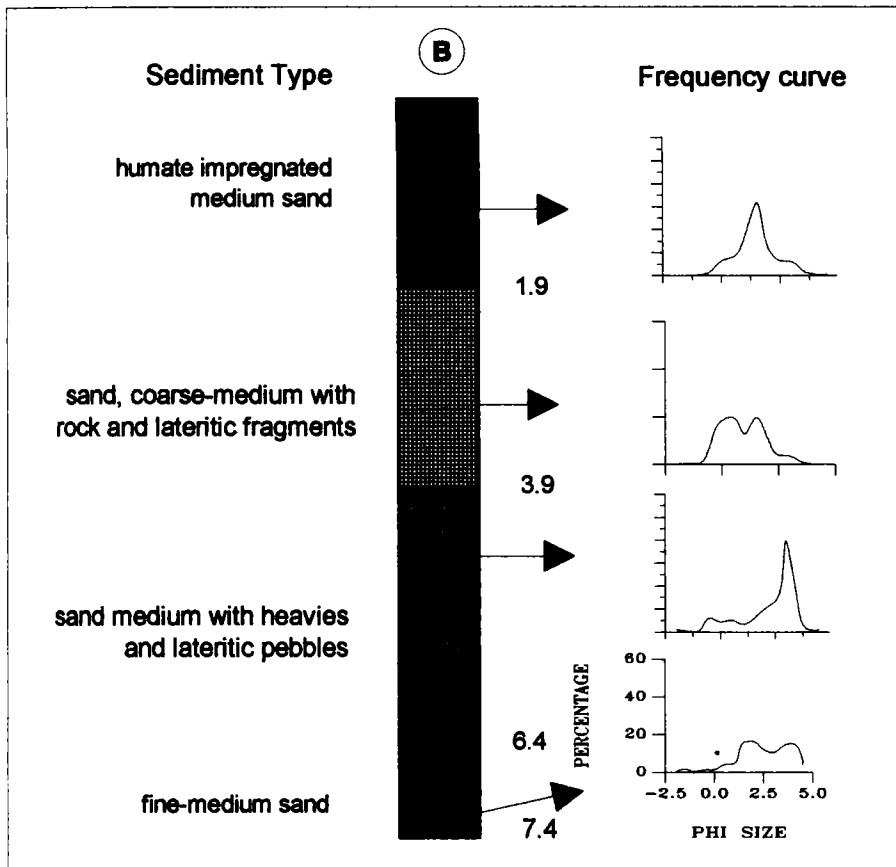 B
Sediment Type
Frequency curve
humate impregnated
medium sand
1.9
sand, coarse-medium with
rock and lateritic fragments
3.9
sand medium with heavies
and lateritic pebbles
6.4
fine-medium sand
7.4
PERCENTAGE
60
40
20
0
-2.5 0.0 2.5 5.0
PHI SIZE